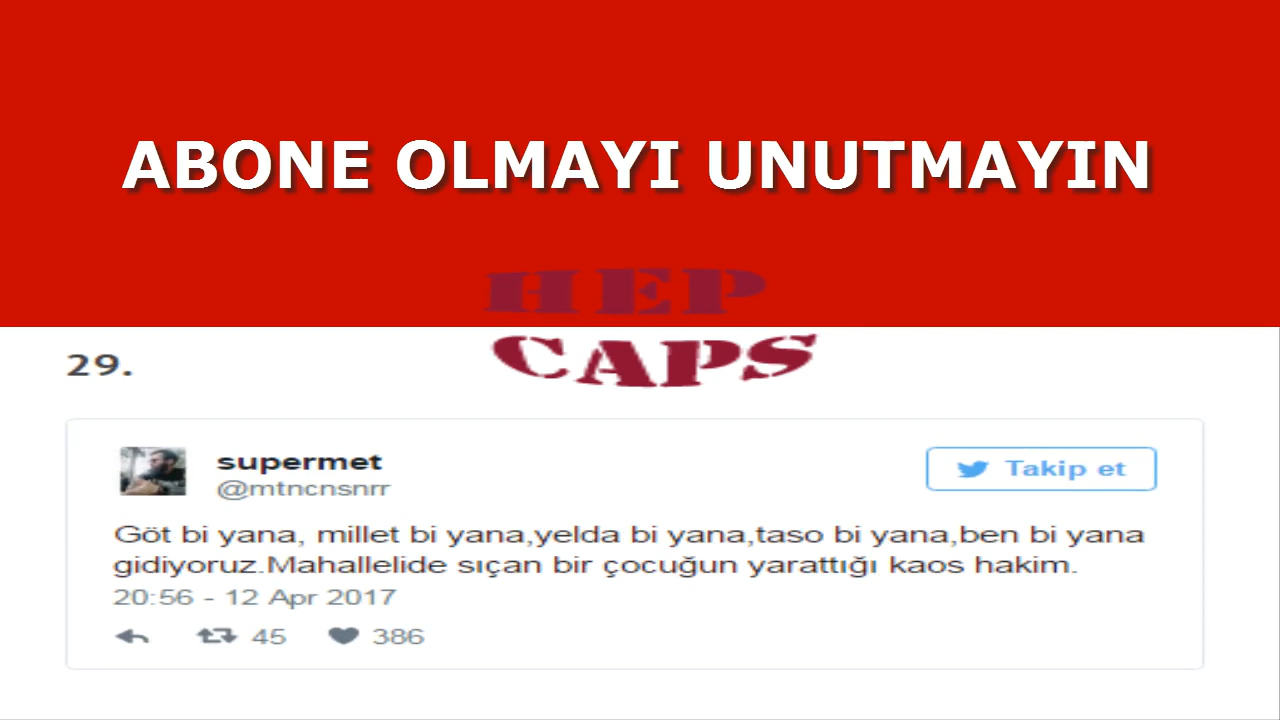 ABONE OLMAYI UNUTMAYIN
HEP
CAPS
29.
supermet
@mtncnsnrr
Takip et
Göt bi yana, millet bi yana,yelda bi yana,taso bi yana,ben bi yana
gidiyoruz.Mahallelide sıçan bir çocuğun yarattığı kaos hakim.
20:56 - 12 Apr 2017
45 386